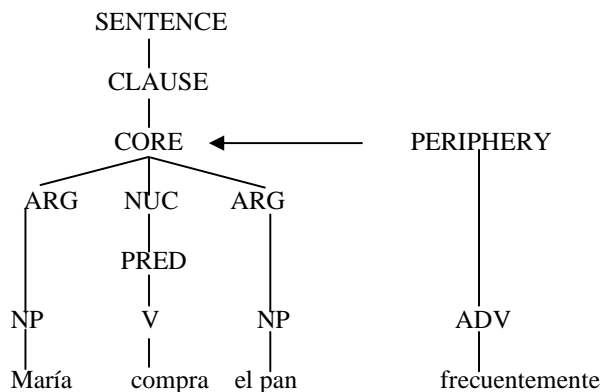 SENTENCE
CLAUSE
CORE PERIPHERY
ARG NUC ARG
PRED
NP V NP ADV
María compra el pan frecuentemente